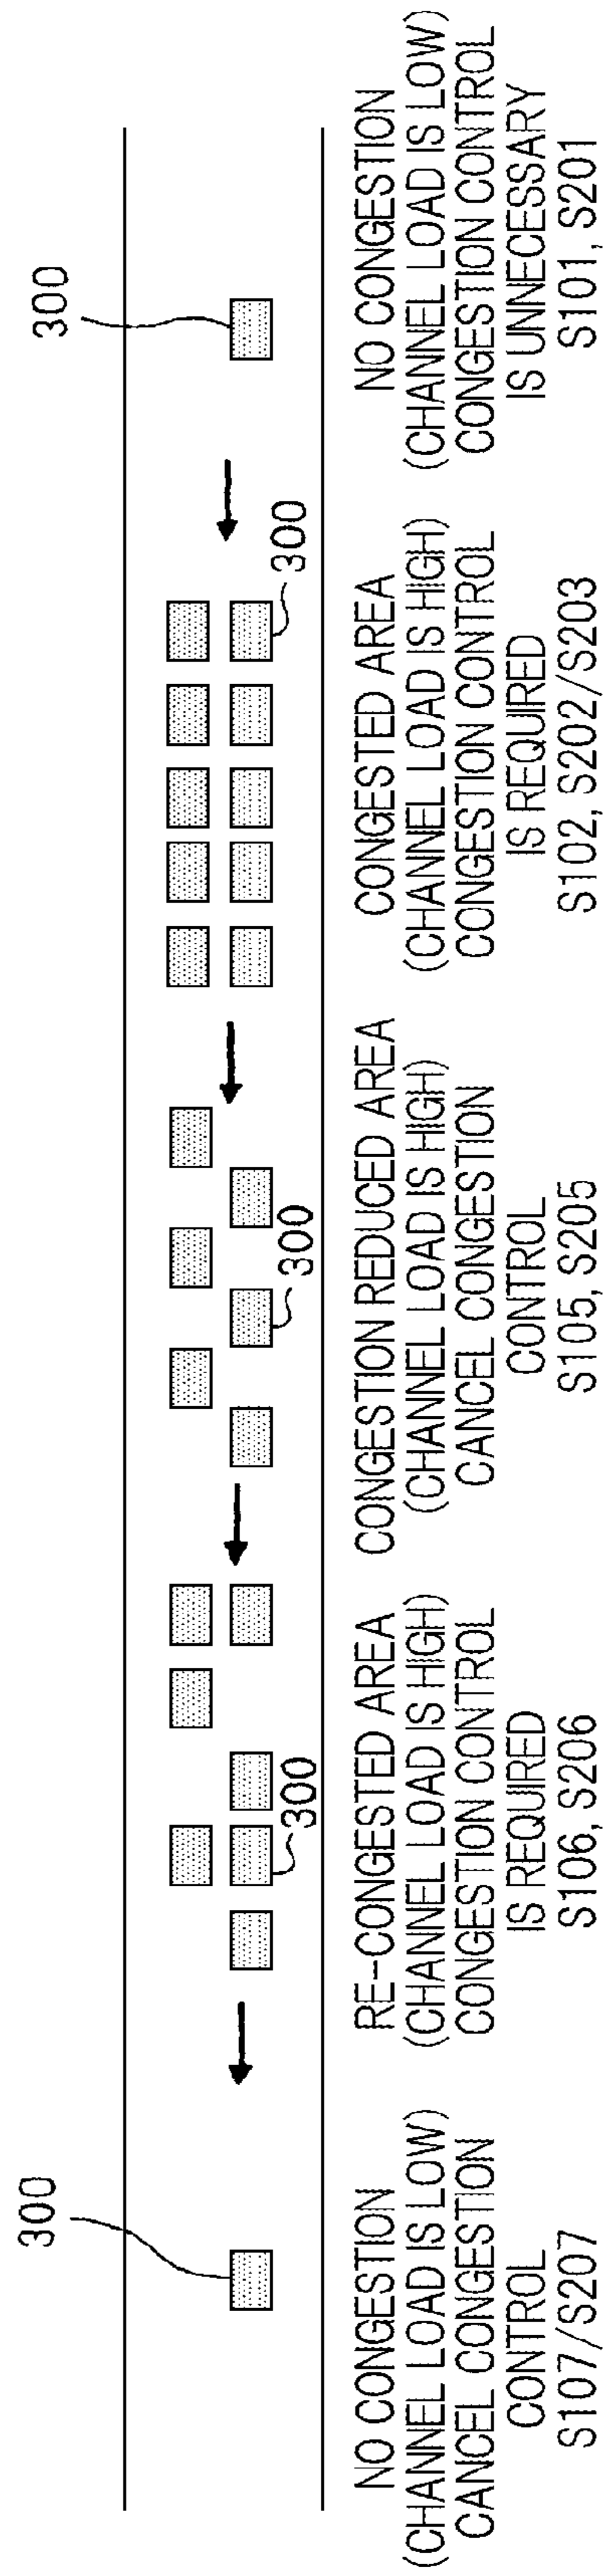 300
300
300
300
300
NO CONGESTION
(CHANNEL LOAD IS LOW)
CANCEL CONGESTION
CONTROL
S107/S207
RE-CONGESTED AREA
(CHANNEL LOAD IS HIGH)
CONGESTION CONTROL
IS REQUIRED
S106, S206
CONGESTION REDUCED AREA
(CHANNEL LOAD IS HIGH)
CANCEL CONGESTION
CONTROL
S105, S205
CONGESTED AREA
(CHANNEL LOAD IS HIGH)
CONGESTION CONTROL
IS REQUIRED
S102, S202/S203
NO CONGESTION
(CHANNEL LOAD IS LOW)
CONGESTION CONTROL
IS UNNECESSARY
S101, S201